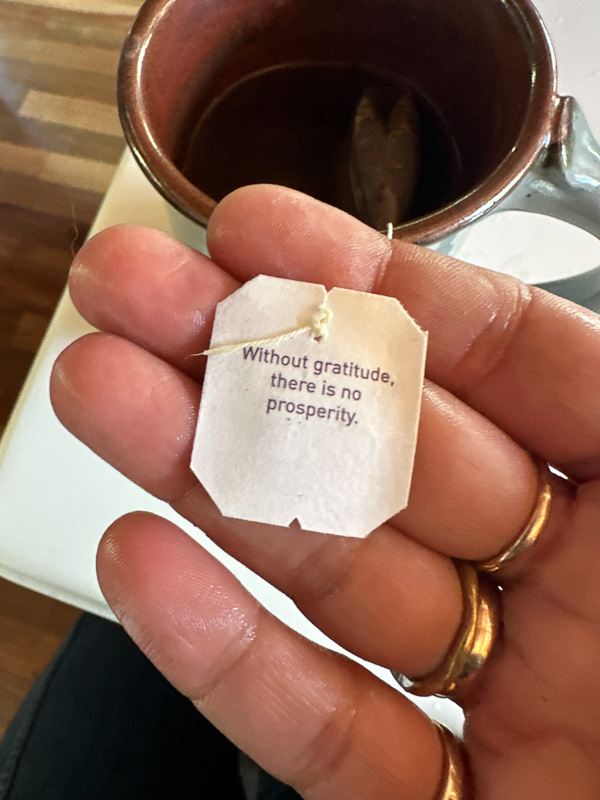 Without gratitude,
there is no
prosperity.